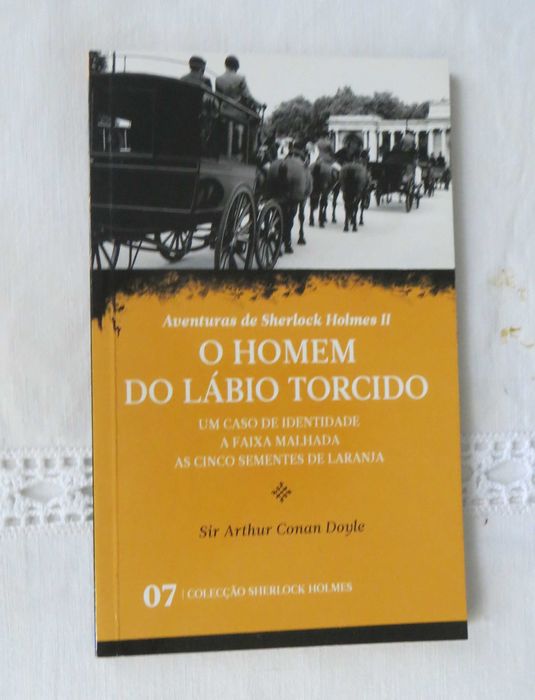 Aventuras de Sherlock Holmes II
O HOMEM
DO LÁBIO TORCIDO
UM CASO DE IDENTIDADE
A FAIXA MALHADA
AS CINCO SEMENTES DE LARANJA
Sir Arthur Conan Doyle
07 | COLECÇÃO SHERLOCK HOLMES